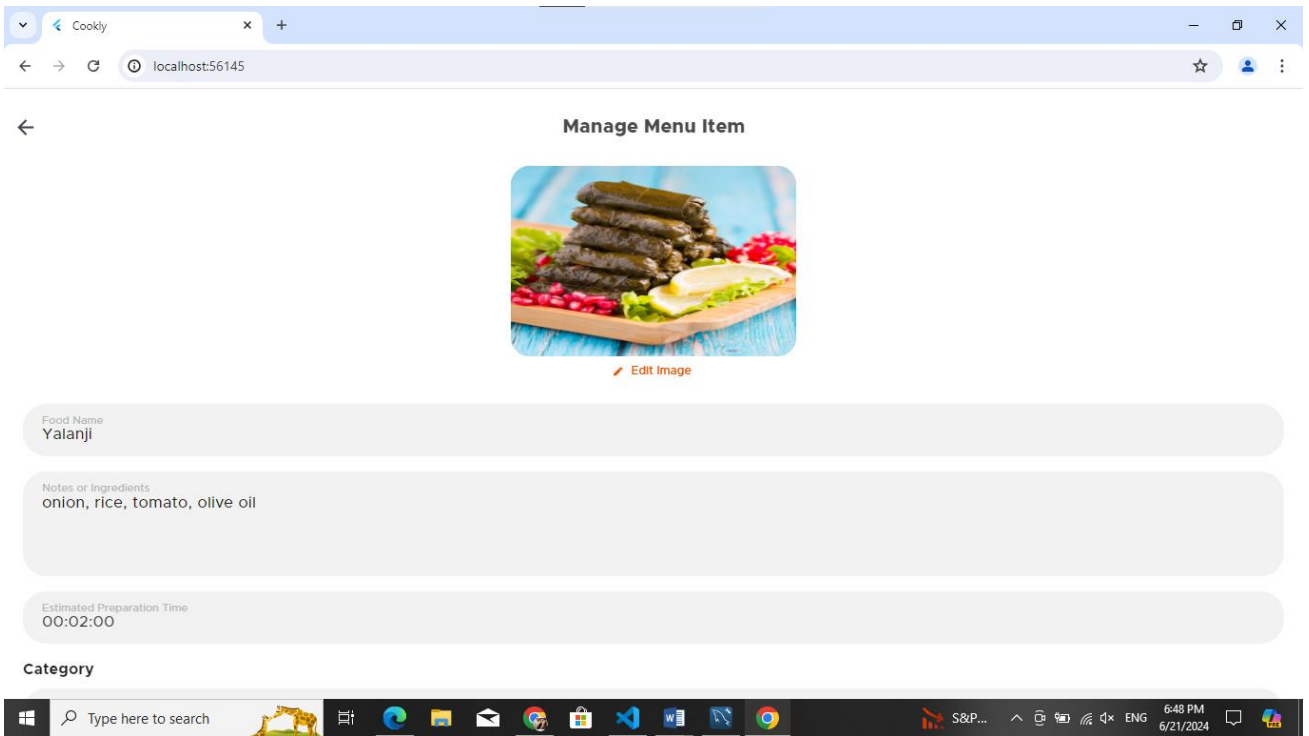 Cookly
localhost:56145
Manage Menu Item
Edit Image
Food Name
Yalanji
Notes or Ingredients
onion, rice, tomato, olive oil
Estimated Preparation Time
00:02:00
Category
Type here to search
S&P...
ENG
6:48 PM
6/21/2024